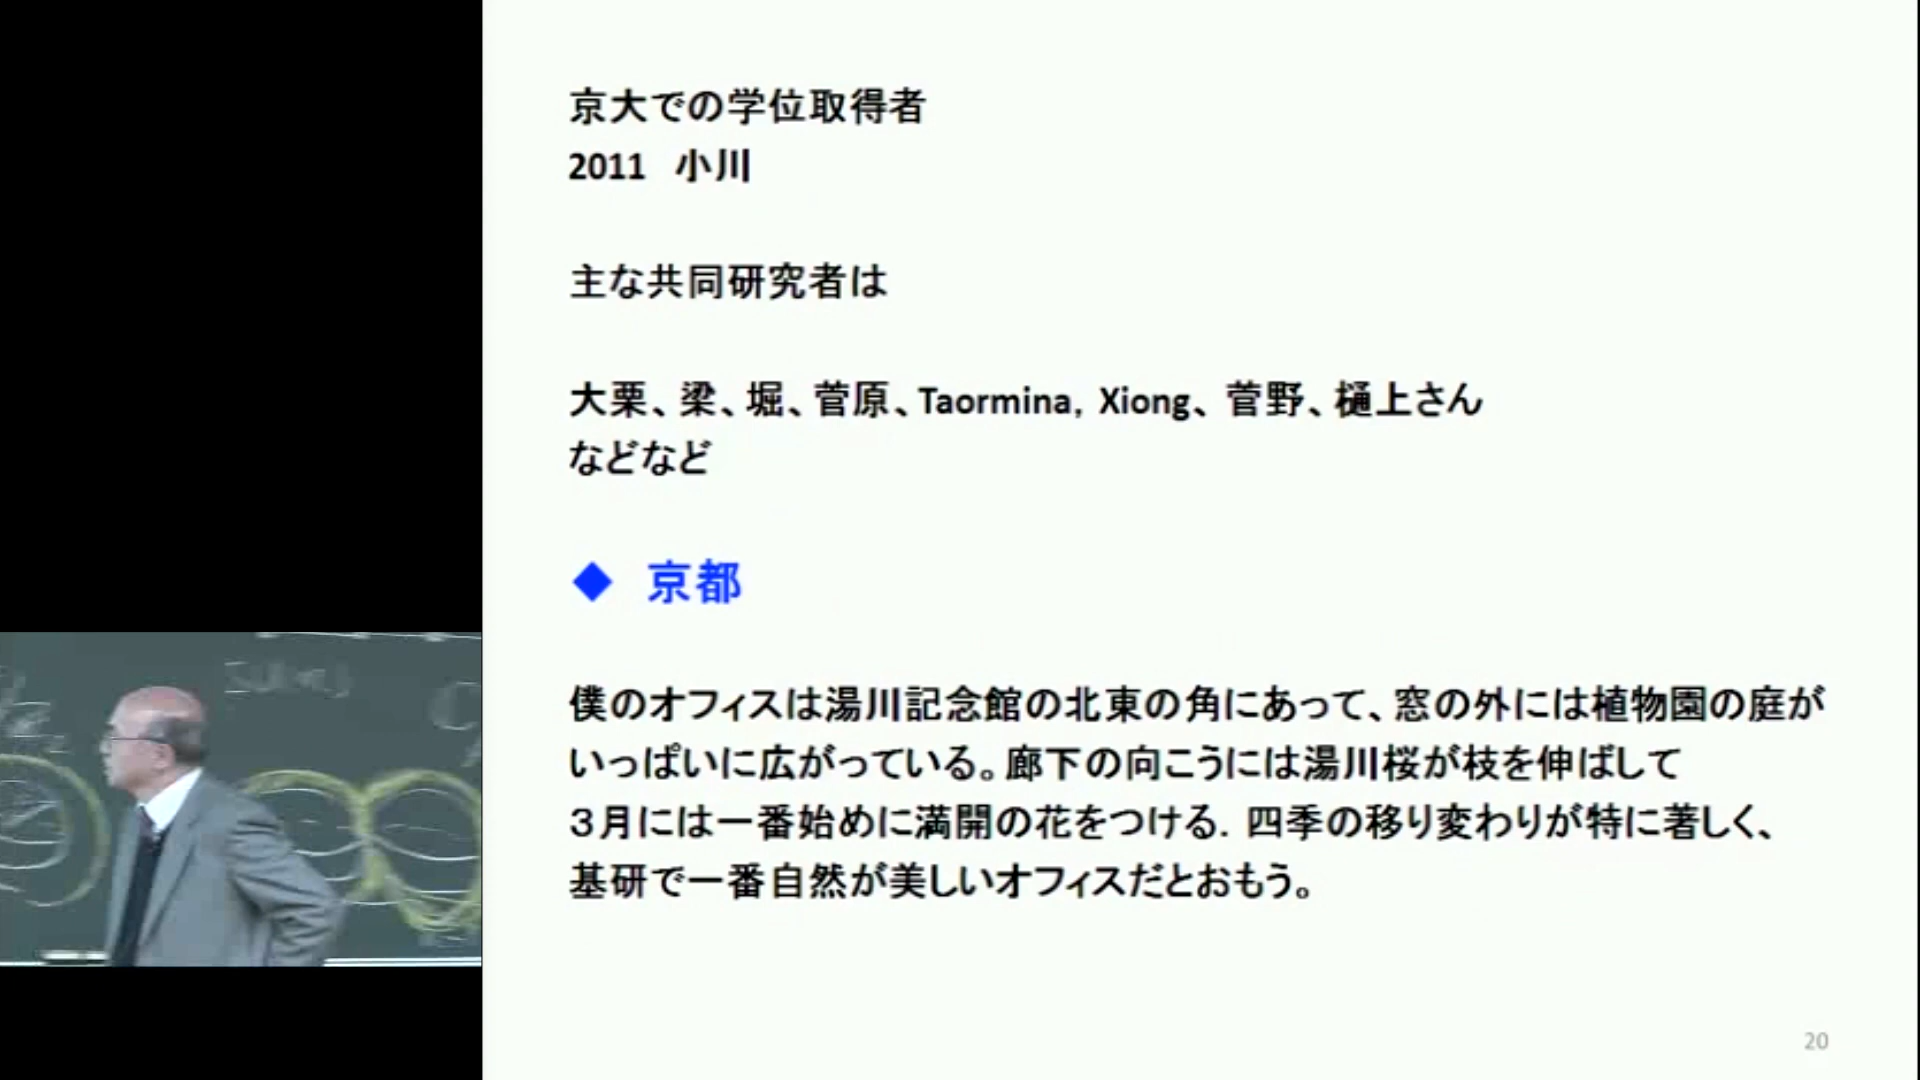 京大での学位取得者
2011 小川
主な共同研究者は
大栗、梁、堀、菅原、Taormina, Xiong、菅野、樋上さん
などなど
◆ 京都
僕のオフィスは湯川記念館の北東の角にあって、窓の外には植物園の庭が
いっぱいに広がっている。廊下の向こうには湯川桜が枝を伸ばして
３月には一番始めに満開の花をつける. 四季の移り変わりが特に著しく、
基研で一番自然が美しいオフィスだとおもう。
20